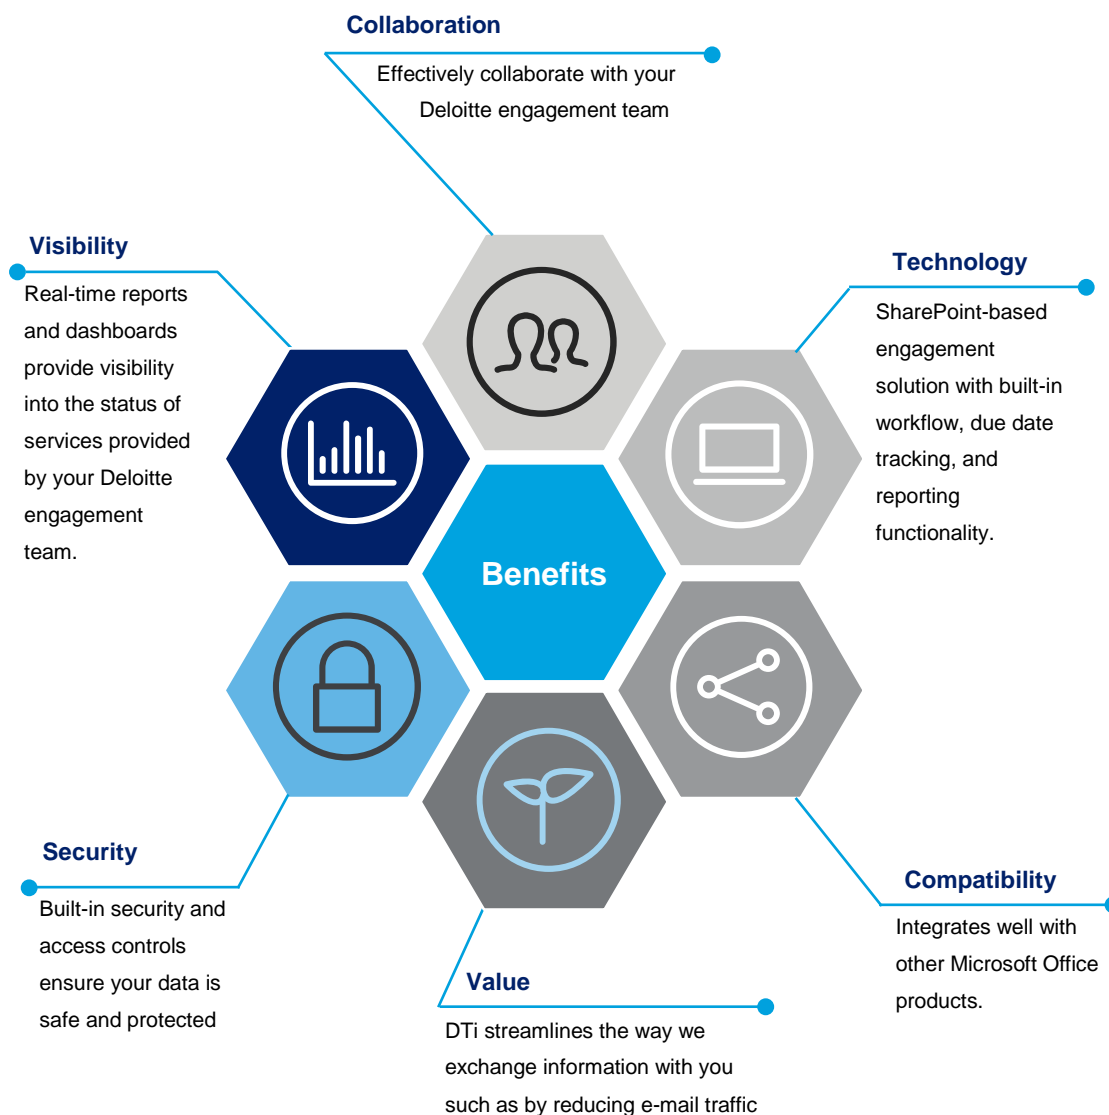 Collaboration
Effectively collaborate with your
Deloitte engagement team
Visibility
Real-time reports
and dashboards
provide visibility
into the status of
services provided
by your Deloitte
engagement
team.
Technology
SharePoint-based
engagement
solution with built-in
workflow, due date
tracking, and
reporting
functionality.
Benefits
Security
Built-in security and
access controls
ensure your data is
safe and protected
Value
DTi streamlines the way we
exchange information with you
such as by reducing e-mail traffic
Compatibility
Integrates well with
other Microsoft Office
products.